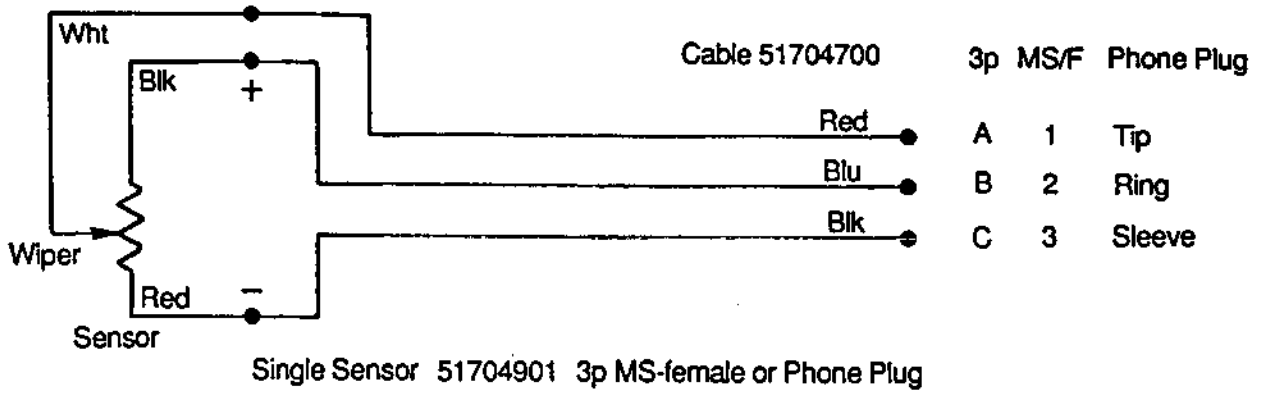 Wht
Cable 51704700 3p MS/F Phone Plug
Blk
+
Red A 1 Tip
Blu B 2 Ring
Blk C 3 Sleeve
Wiper
Red −
Sensor
Single Sensor 51704901 3p MS-female or Phone Plug